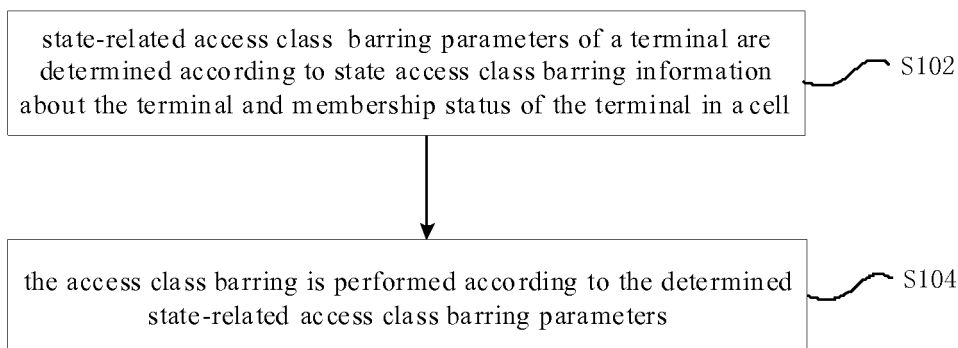 state-related access class barring parameters of a terminal are
determined according to state access class barring information
about the terminal and membership status of the terminal in a cell
S102
the access class barring is performed according to the determined
state-related access class barring parameters
S104